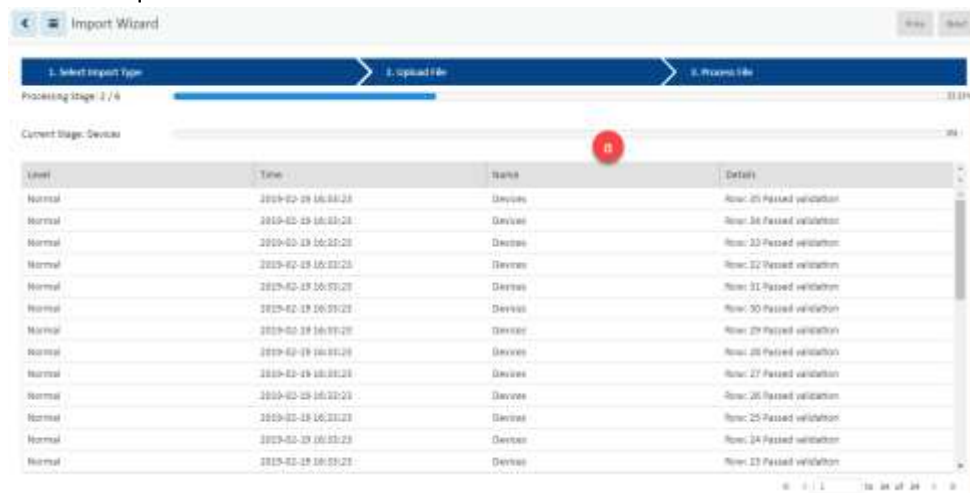 Import Wizard
Prev Next
1. Select Import Type 2. Upload File 3. Process File
Processing Stage: 2 / 6
Current Stage: Devices
Level Time Name Details
Normal 2019-02-19 16:33:23 Devices Row: 35 Passed validation
Normal 2019-02-19 16:33:23 Devices Row: 34 Passed validation
Normal 2019-02-19 16:33:23 Devices Row: 33 Passed validation
Normal 2019-02-19 16:33:23 Devices Row: 32 Passed validation
Normal 2019-02-19 16:33:23 Devices Row: 31 Passed validation
Normal 2019-02-19 16:33:23 Devices Row: 30 Passed validation
Normal 2019-02-19 16:33:23 Devices Row: 29 Passed validation
Normal 2019-02-19 16:33:23 Devices Row: 28 Passed validation
Normal 2019-02-19 16:33:23 Devices Row: 27 Passed validation
Normal 2019-02-19 16:33:23 Devices Row: 26 Passed validation
Normal 2019-02-19 16:33:23 Devices Row: 25 Passed validation
Normal 2019-02-19 16:33:23 Devices Row: 24 Passed validation
Normal 2019-02-19 16:33:23 Devices Row: 23 Passed validation